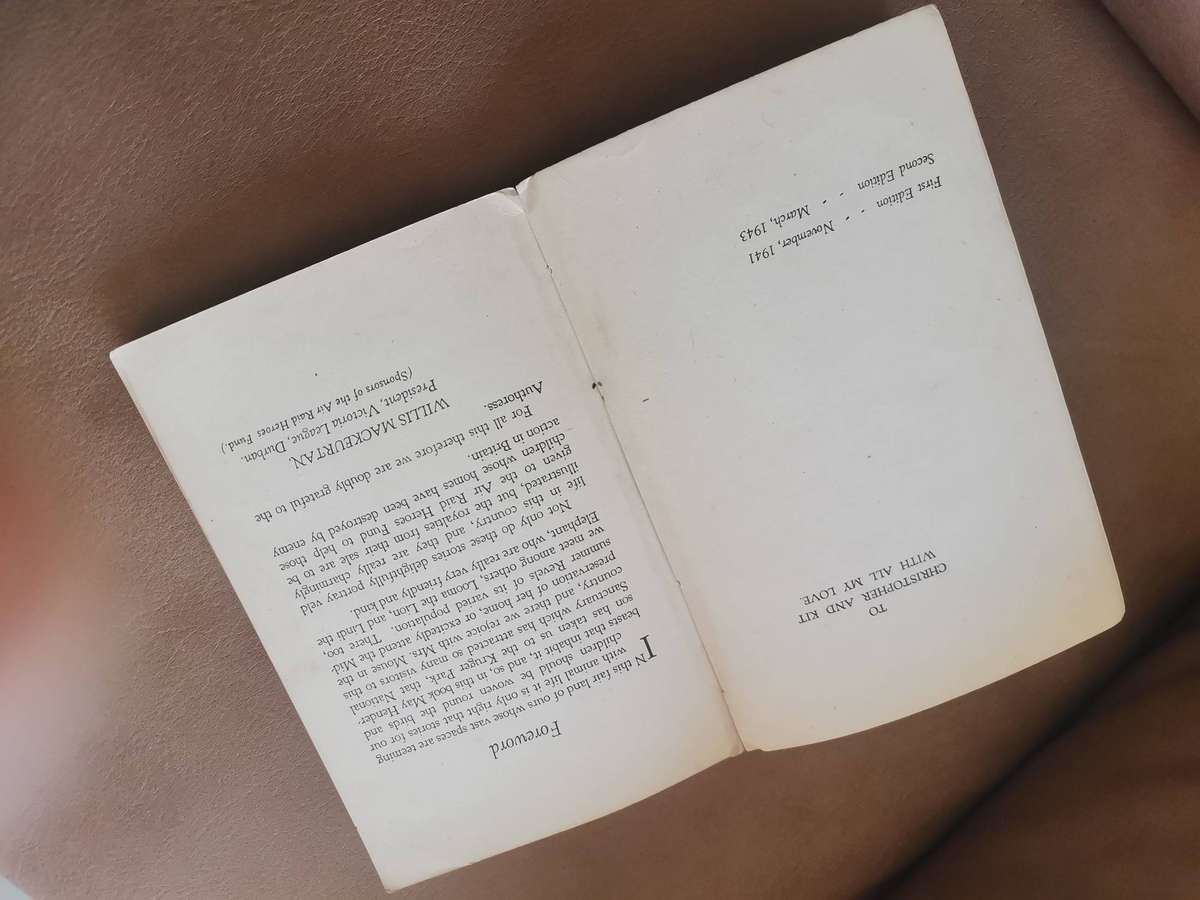 TO
CHRISTOPHER AND KIT
WITH ALL MY LOVE
First Edition - - November, 1941
Second Edition - - March, 1943
Foreword
IN this fair land of ours whose vast spaces are teeming
with animal life it is only right that stories for our
children should be woven round the birds and
beasts that inhabit it, and, so, in this book May Hender-
son has taken us to the Kruger Park, that National
Sanctuary which has attracted so many visitors to this
country, and there we rejoice with Mrs. Mouse in the
preservation of her home, or excitedly attend the Mid-
summer Revels of its varied population. There too,
we meet among others, Looma the Lion, and Lundi the
Elephant, who are really very friendly and kind.
Not only do these stories delightfully portray veld
life in this country, and they are really charmingly
illustrated, but the royalties from their sale are to be
given to the Air Raid Heroes Fund to help those
children whose homes have been destroyed by enemy
action in Britain.
For all this therefore we are doubly grateful to the
Authoress.
WILLIS MACKEURTAN,
President, Victoria League, Durban.
(Sponsors of the Air Raid Heroes Fund.)